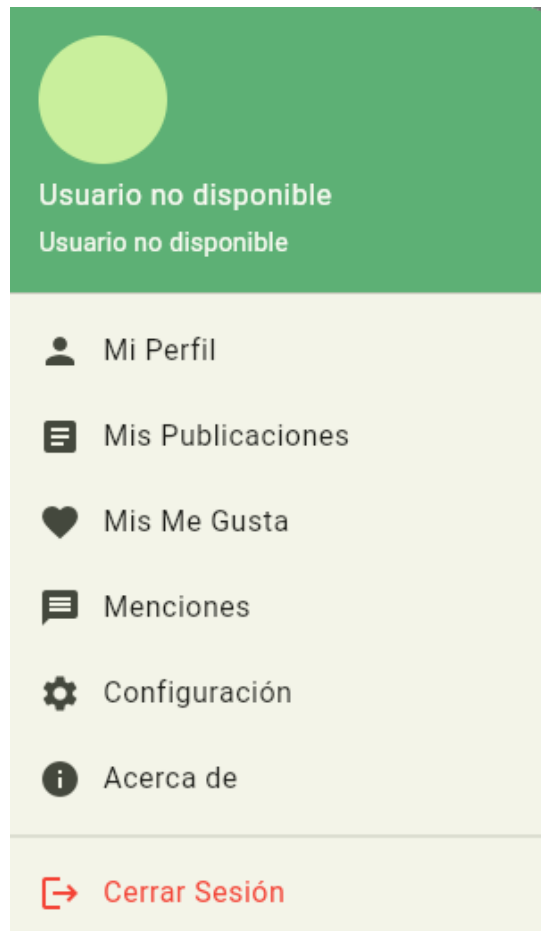 Usuario no disponible
Usuario no disponible
Mi Perfil
Mis Publicaciones
Mis Me Gusta
Menciones
Configuración
Acerca de
Cerrar Sesión